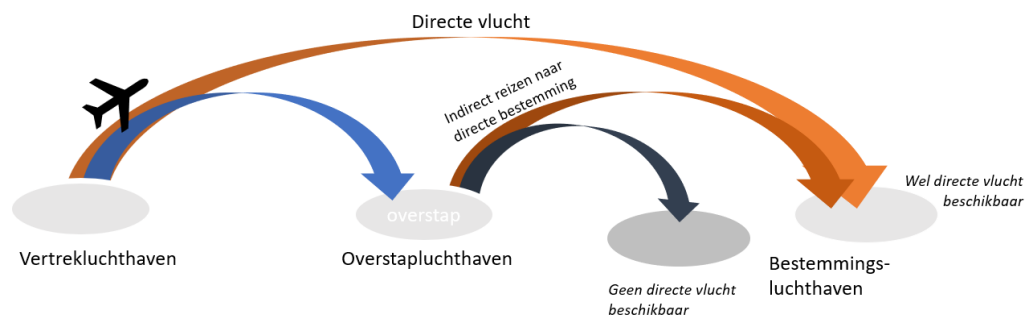 Directe vlucht
Indirect reizen naar
directe bestemming
Wel directe vlucht
beschikbaar
overstap
Vertrekluchthaven
Overstapluchthaven
Bestemmings-
luchthaven
Geen directe vlucht
beschikbaar